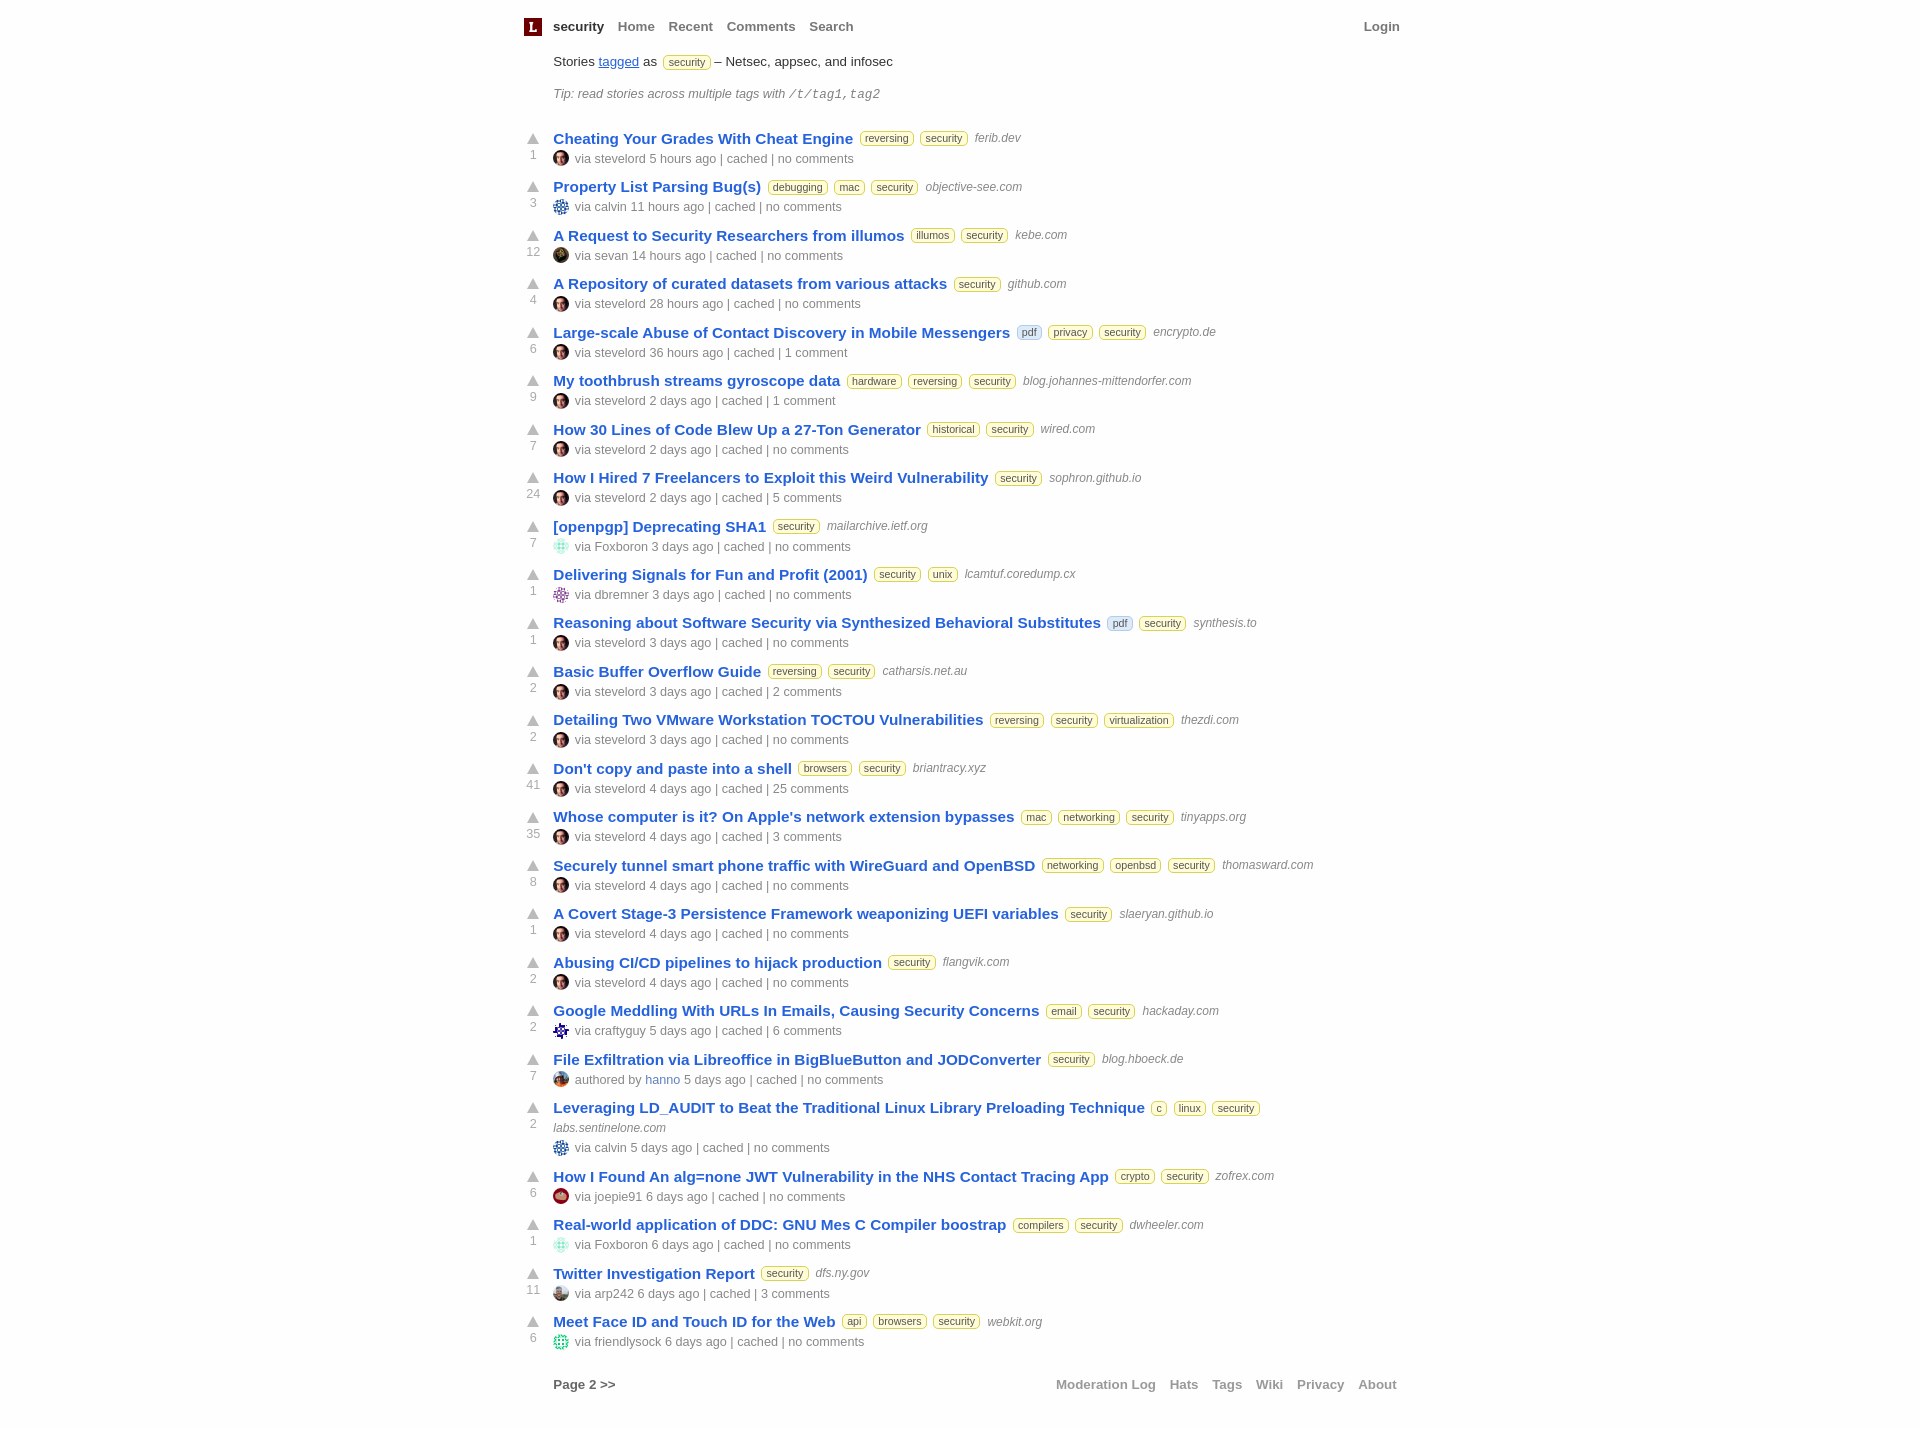 L security Home Recent Comments Search Login
Stories tagged as security – Netsec, appsec, and infosec
Tip: read stories across multiple tags with /t/tag1,tag2
Cheating Your Grades With Cheat Engine reversing security ferib.dev
1 via stevelord 5 hours ago | cached | no comments
Property List Parsing Bug(s) debugging mac security objective-see.com
3 via calvin 11 hours ago | cached | no comments
A Request to Security Researchers from illumos illumos security kebe.com
12 via sevan 14 hours ago | cached | no comments
A Repository of curated datasets from various attacks security github.com
4 via stevelord 28 hours ago | cached | no comments
Large-scale Abuse of Contact Discovery in Mobile Messengers pdf privacy security encrypto.de
6 via stevelord 36 hours ago | cached | 1 comment
My toothbrush streams gyroscope data hardware reversing security blog.johannes-mittendorfer.com
9 via stevelord 2 days ago | cached | 1 comment
How 30 Lines of Code Blew Up a 27-Ton Generator historical security wired.com
7 via stevelord 2 days ago | cached | no comments
How I Hired 7 Freelancers to Exploit this Weird Vulnerability security sophron.github.io
24 via stevelord 2 days ago | cached | 5 comments
[openpgp] Deprecating SHA1 security mailarchive.ietf.org
7 via Foxboron 3 days ago | cached | no comments
Delivering Signals for Fun and Profit (2001) security unix lcamtuf.coredump.cx
1 via dbremner 3 days ago | cached | no comments
Reasoning about Software Security via Synthesized Behavioral Substitutes pdf security synthesis.to
1 via stevelord 3 days ago | cached | no comments
Basic Buffer Overflow Guide reversing security catharsis.net.au
2 via stevelord 3 days ago | cached | 2 comments
Detailing Two VMware Workstation TOCTOU Vulnerabilities reversing security virtualization thezdi.com
2 via stevelord 3 days ago | cached | no comments
Don't copy and paste into a shell browsers security briantracy.xyz
41 via stevelord 4 days ago | cached | 25 comments
Whose computer is it? On Apple's network extension bypasses mac networking security tinyapps.org
35 via stevelord 4 days ago | cached | 3 comments
Securely tunnel smart phone traffic with WireGuard and OpenBSD networking openbsd security thomasward.com
8 via stevelord 4 days ago | cached | no comments
A Covert Stage-3 Persistence Framework weaponizing UEFI variables security slaeryan.github.io
1 via stevelord 4 days ago | cached | no comments
Abusing CI/CD pipelines to hijack production security flangvik.com
2 via stevelord 4 days ago | cached | no comments
Google Meddling With URLs In Emails, Causing Security Concerns email security hackaday.com
2 via craftyguy 5 days ago | cached | 6 comments
File Exfiltration via Libreoffice in BigBlueButton and JODConverter security blog.hboeck.de
7 authored by hanno 5 days ago | cached | no comments
Leveraging LD_AUDIT to Beat the Traditional Linux Library Preloading Technique c linux security
2 labs.sentinelone.com
via calvin 5 days ago | cached | no comments
How I Found An alg=none JWT Vulnerability in the NHS Contact Tracing App crypto security zofrex.com
6 via joepie91 6 days ago | cached | no comments
Real-world application of DDC: GNU Mes C Compiler boostrap compilers security dwheeler.com
1 via Foxboron 6 days ago | cached | no comments
Twitter Investigation Report security dfs.ny.gov
11 via arp242 6 days ago | cached | 3 comments
Meet Face ID and Touch ID for the Web api browsers security webkit.org
6 via friendlysock 6 days ago | cached | no comments
Page 2 >> Moderation Log Hats Tags Wiki Privacy About